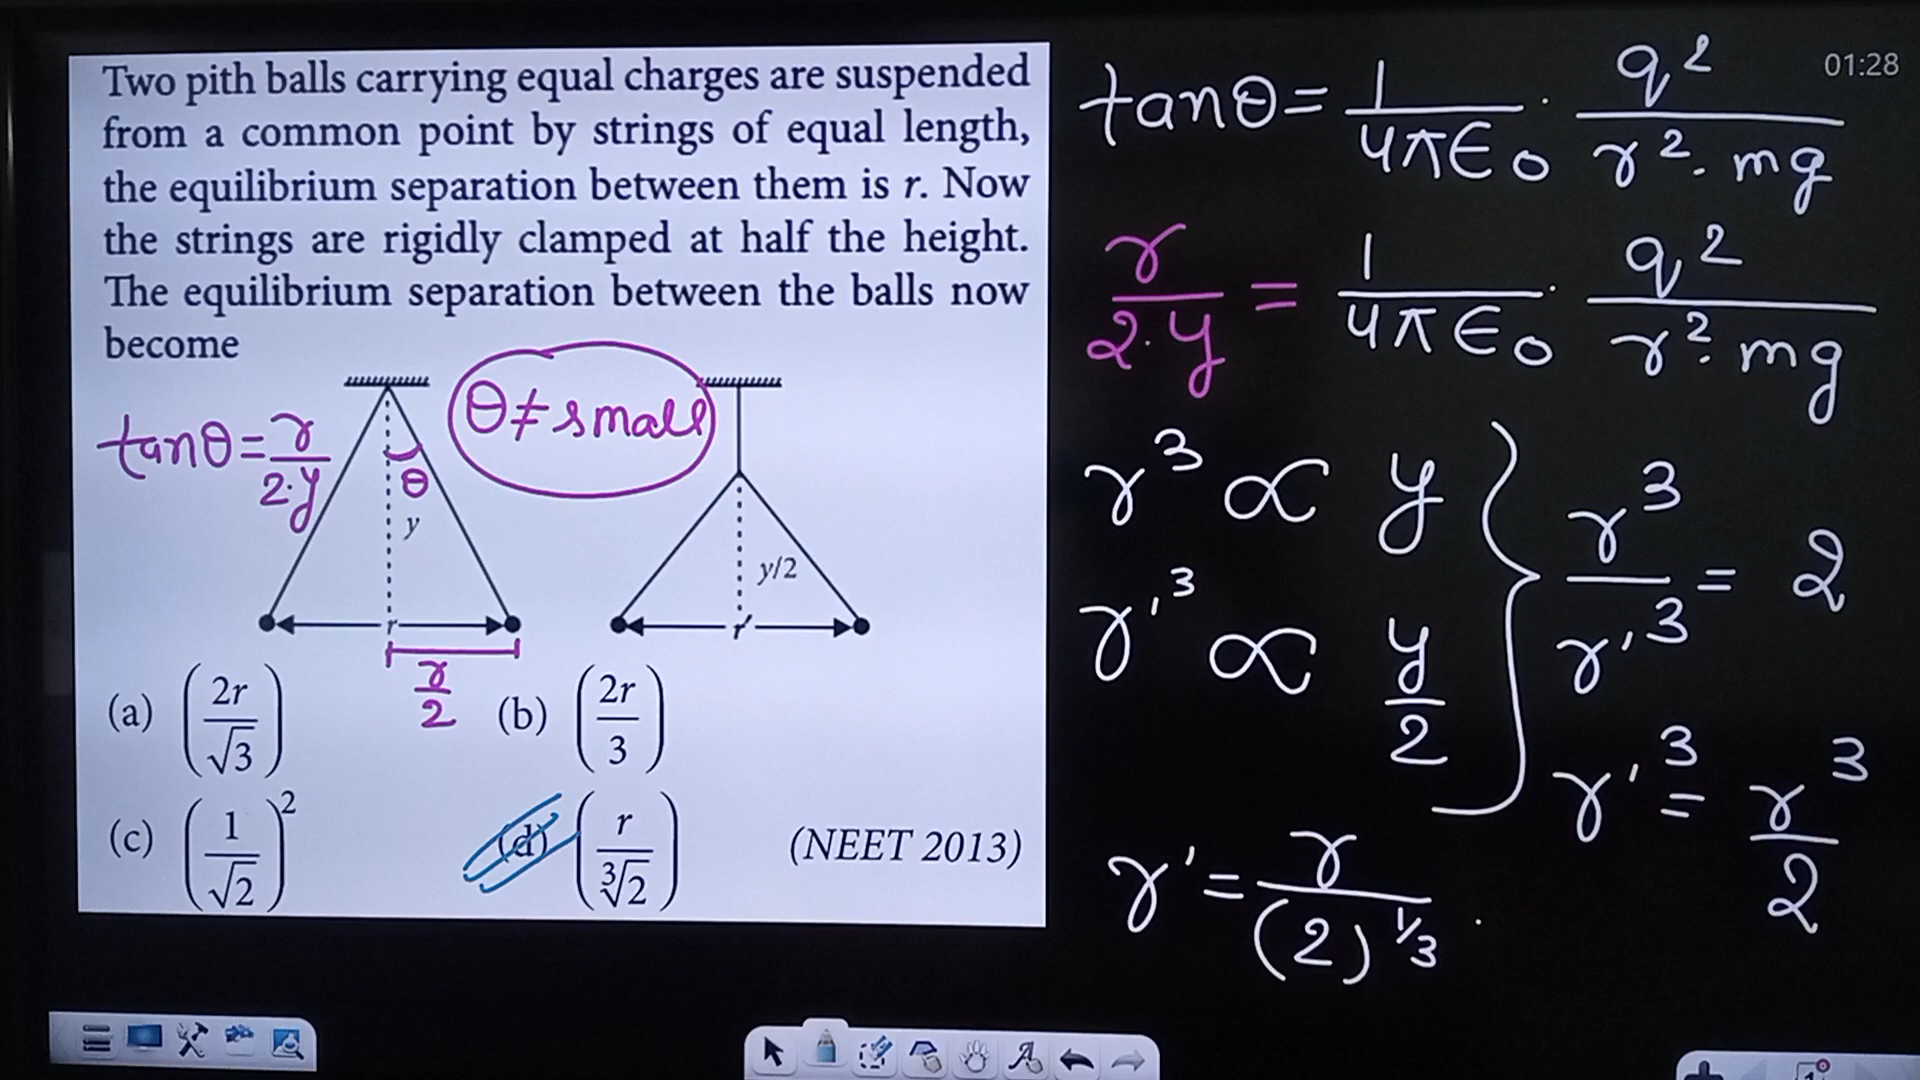 Two pith balls carrying equal charges are suspended
from a common point by strings of equal length,
the equilibrium separation between them is r. Now
the strings are rigidly clamped at half the height.
The equilibrium separation between the balls now
become
tanθ = r/2·y
θ ≠ small
θ
y
y/2
r
r'
r/2
(a) (2r/√3)
(b) (2r/3)
(c) (1/√2)²
(d) (r/∛2)
(NEET 2013)
01:28
tanθ = 1/4π∈₀ · q²/r²·mg
r/2·y = 1/4π∈₀ · q²/r²·mg
r³ ∝ y
r'³ ∝ y/2
r³/r'³ = 2
r'³ = r³/2
r' = r/(2)^1/3